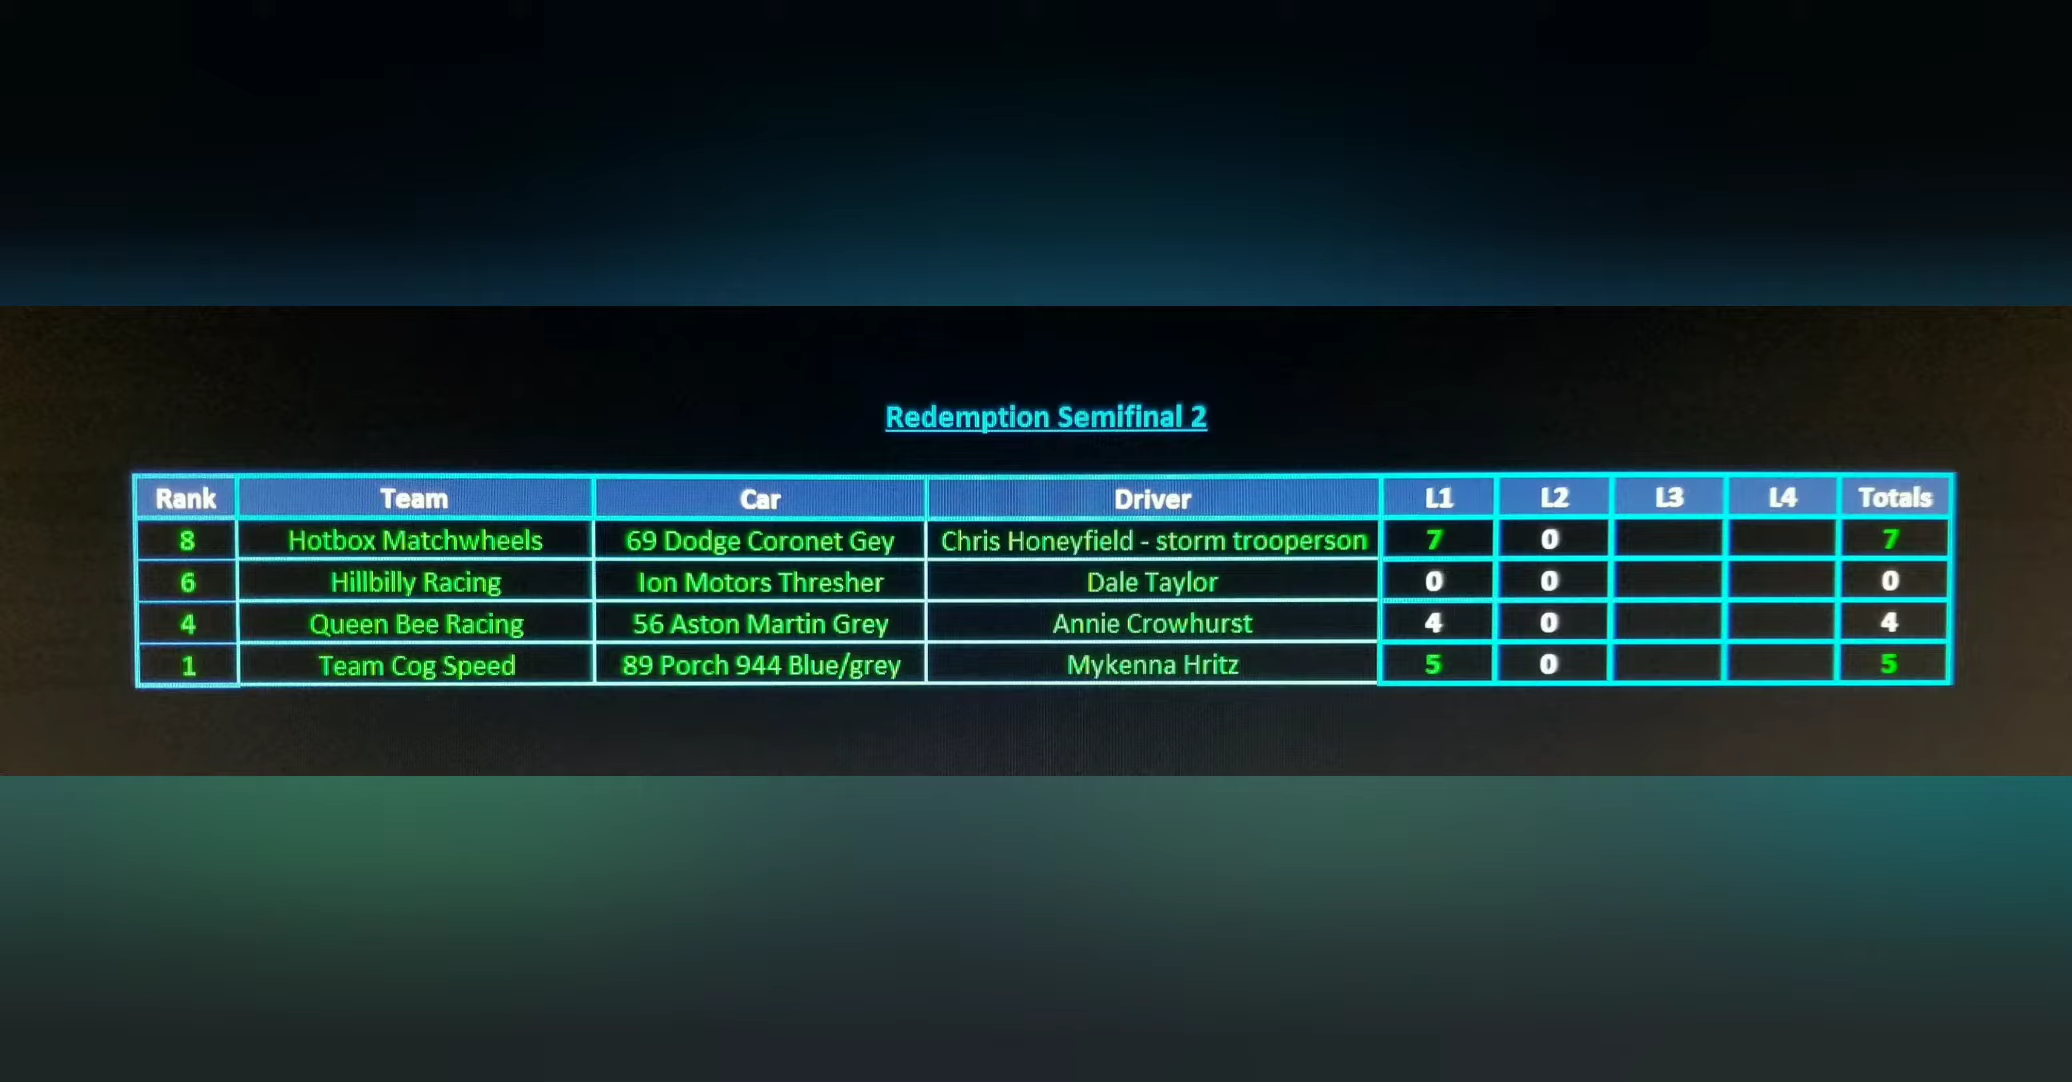 Redemption Semifinal 2
Rank Team Car Driver L1 L2 L3 L4 Totals
8 Hotbox Matchwheels 69 Dodge Coronet Gey Chris Honeyfield - storm trooperson 7 0 7
6 Hillbilly Racing Ion Motors Thresher Dale Taylor 0 0 0
4 Queen Bee Racing 56 Aston Martin Grey Annie Crowhurst 4 0 4
1 Team Cog Speed 89 Porch 944 Blue/grey Mykenna Hritz 5 0 5